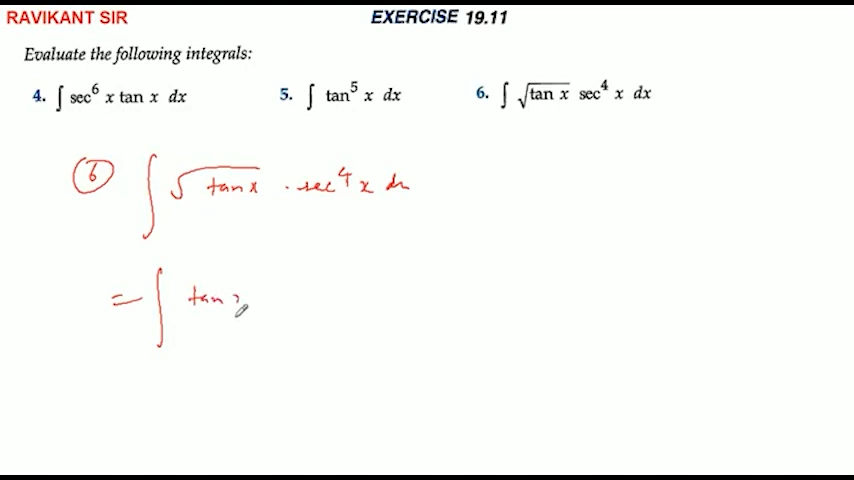 RAVIKANT SIR
EXERCISE 19.11
Evaluate the following integrals:
4. ∫ sec⁶ x tan x dx 5. ∫ tan⁵ x dx 6. ∫ √(tan x) sec⁴ x dx
⑥ ∫ √(tan x) · sec⁴ x dx
= ∫ tan